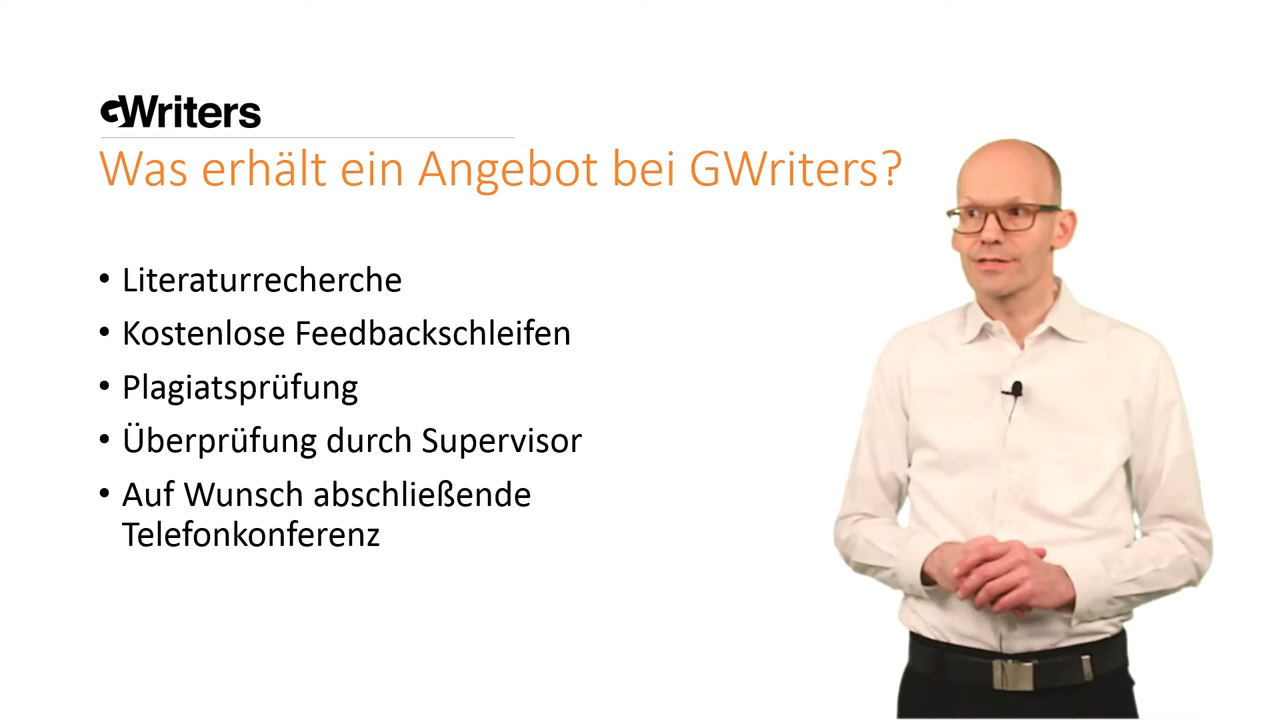 GWriters
Was erhält ein Angebot bei GWriters?
• Literaturrecherche
• Kostenlose Feedbackschleifen
• Plagiatsprüfung
• Überprüfung durch Supervisor
• Auf Wunsch abschließende
Telefonkonferenz